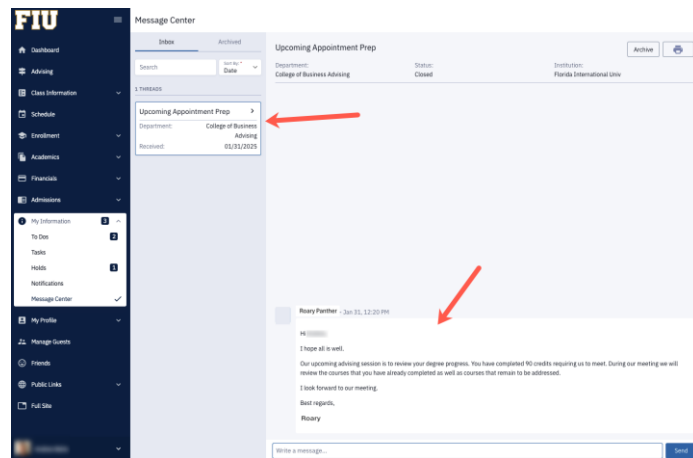 FIU
Dashboard
Advising
Class Information
Schedule
Enrollment
Academics
Financials
Admissions
My Information 3
To Dos 2
Tasks
Holds 1
Notifications
Message Center
My Profile
Manage Guests
Friends
Public Links
Full Site
Message Center
Inbox Archived
Search
Sort By *
Date
1 THREADS
Upcoming Appointment Prep
Department: College of Business
Advising
Received: 01/31/2025
Upcoming Appointment Prep
Archive
Department: Status: Institution:
College of Business Advising Closed Florida International Univ
Roary Panther - Jan 31, 12:20 PM
Hi
I hope all is well.
Our upcoming advising session is to review your degree progress. You have completed 90 credits requiring us to meet. During our meeting we will
review the courses that you have already completed as well as courses that remain to be addressed.
I look forward to our meeting.
Best regards,
Roary
Write a message...
Send